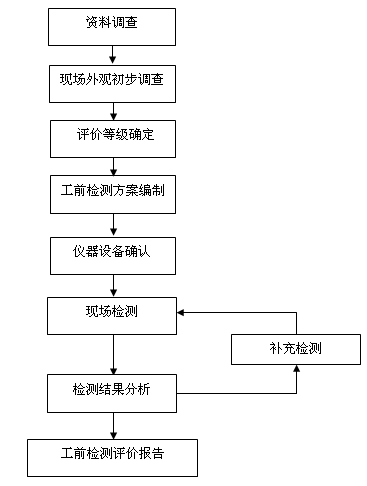 资料调查
现场外观初步调查
评价等级确定
工前检测方案编制
仪器设备确认
现场检测
补充检测
检测结果分析
工前检测评价报告